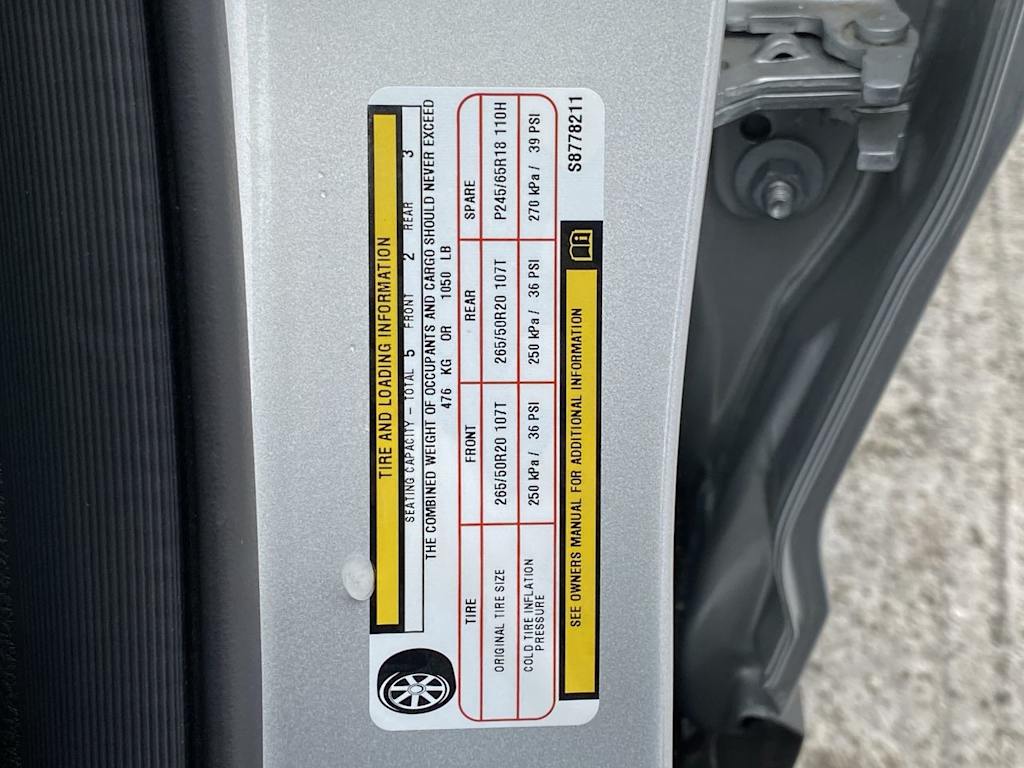 TIRE AND LOADING INFORMATION
SEATING CAPACITY – TOTAL 5 FRONT 2 REAR 3
THE COMBINED WEIGHT OF OCCUPANTS AND CARGO SHOULD NEVER EXCEED
476 KG OR 1050 LB
TIRE FRONT REAR SPARE
ORIGINAL TIRE SIZE 265/50R20 107T 265/50R20 107T P245/65R18 110H
COLD TIRE INFLATION PRESSURE 250 kPa / 36 PSI 250 kPa / 36 PSI 270 kPa / 39 PSI
SEE OWNERS MANUAL FOR ADDITIONAL INFORMATION
S8778211